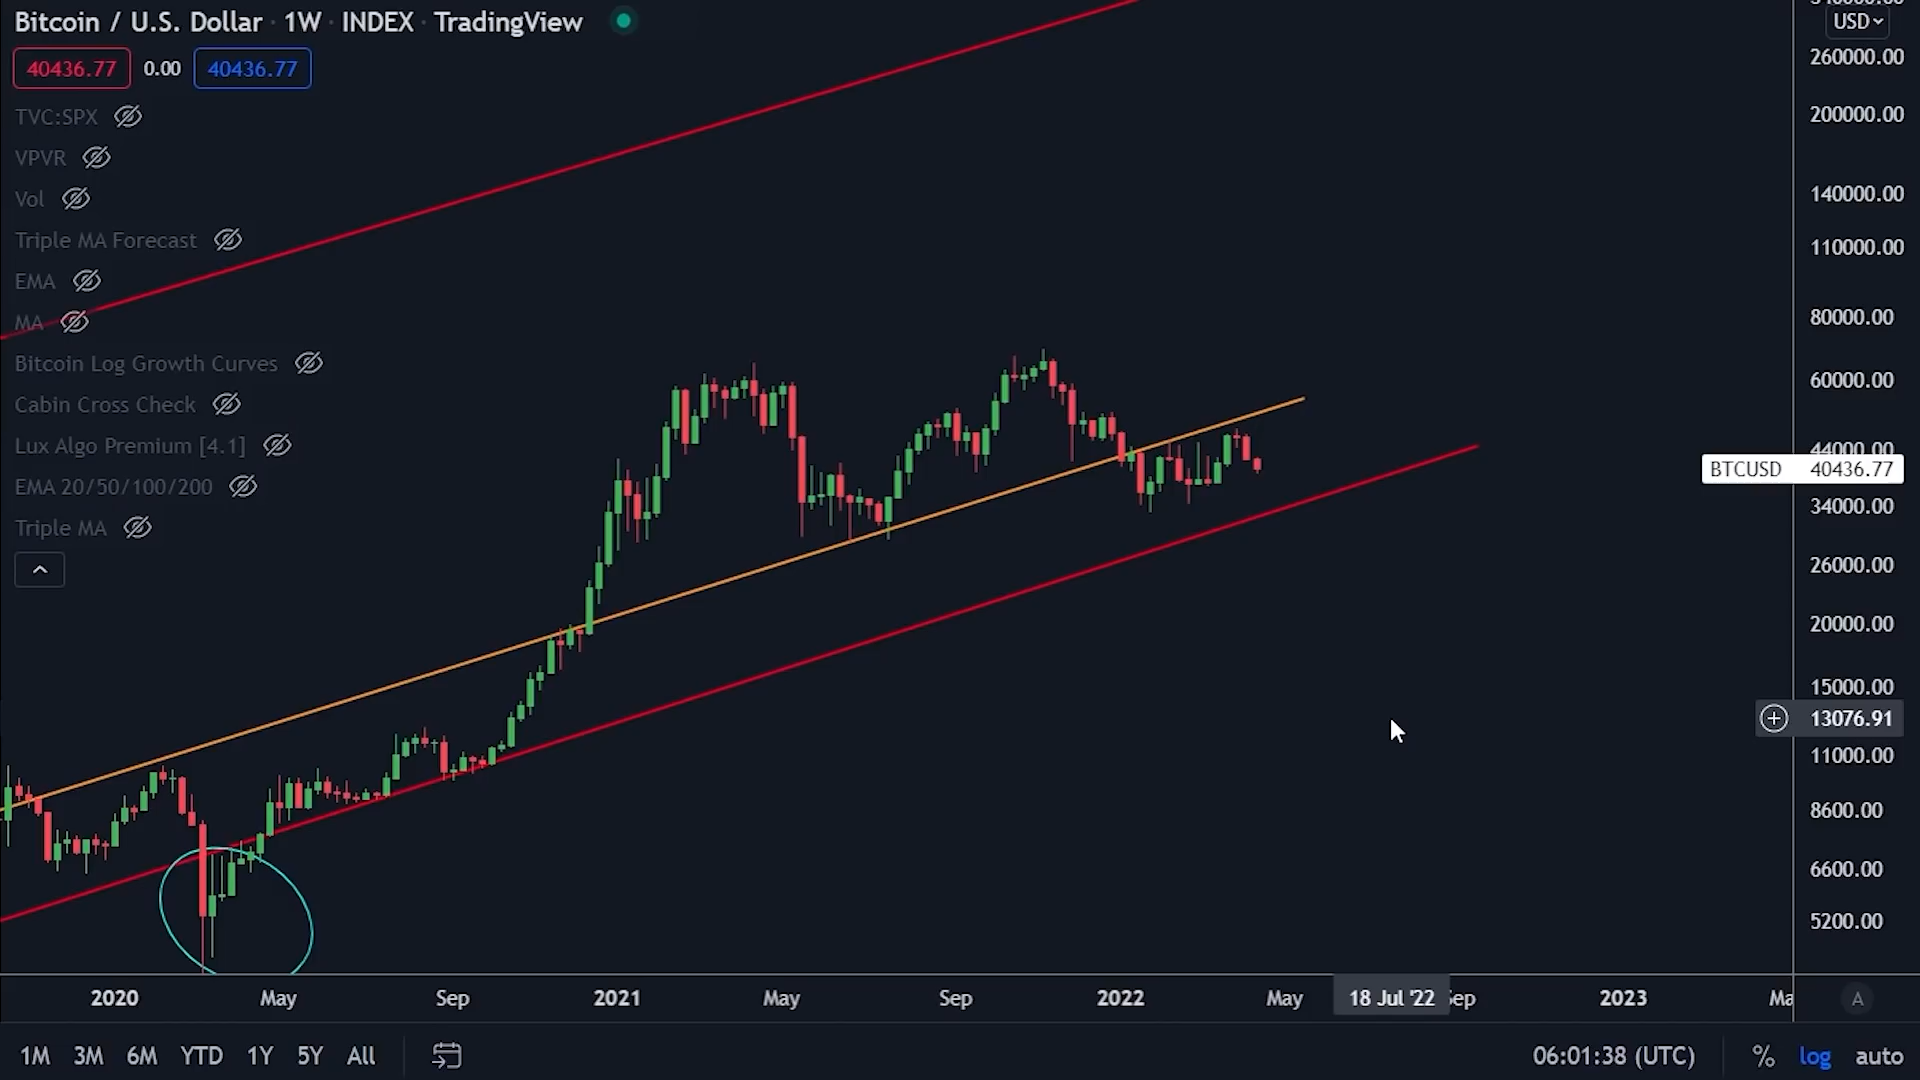 Bitcoin / U.S. Dollar · 1W · INDEX · TradingView
40436.77 0.00 40436.77
TVC:SPX
VPVR
Vol
Triple MA Forecast
EMA
MA
Bitcoin Log Growth Curves
Cabin Cross Check
Lux Algo Premium [4.1]
EMA 20/50/100/200
Triple MA
USD
260000.00
200000.00
140000.00
110000.00
80000.00
60000.00
44000.00
BTCUSD 40436.77
34000.00
26000.00
20000.00
15000.00
13076.91
11000.00
8600.00
6600.00
5200.00
2020 May Sep 2021 May Sep 2022 May 18 Jul '22 Sep 2023 A
1M 3M 6M YTD 1Y 5Y All 06:01:38 (UTC) % log auto